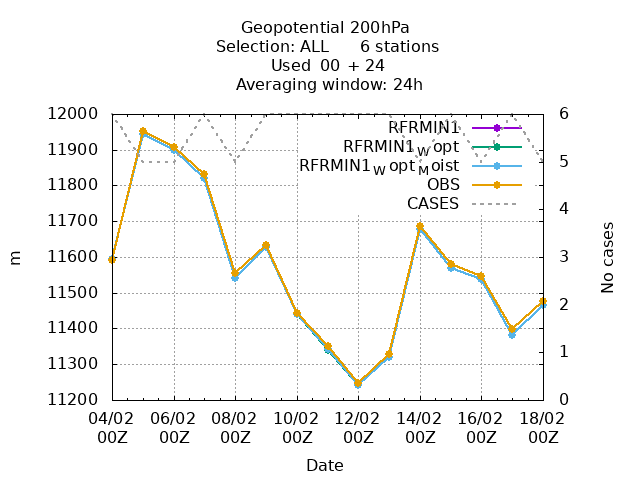 Geopotential 200hPa
Selection: ALL 6 stations
Used 00 + 24
Averaging window: 24h
12000
11900
11800
11700
11600
11500
11400
11300
11200
m
6
5
4
3
2
1
0
No cases
RFRMIN1
RFRMIN1_W opt
RFRMIN1_W opt_M oist
OBS
CASES
04/02 06/02 08/02 10/02 12/02 14/02 16/02 18/02
00Z 00Z 00Z 00Z 00Z 00Z 00Z 00Z
Date